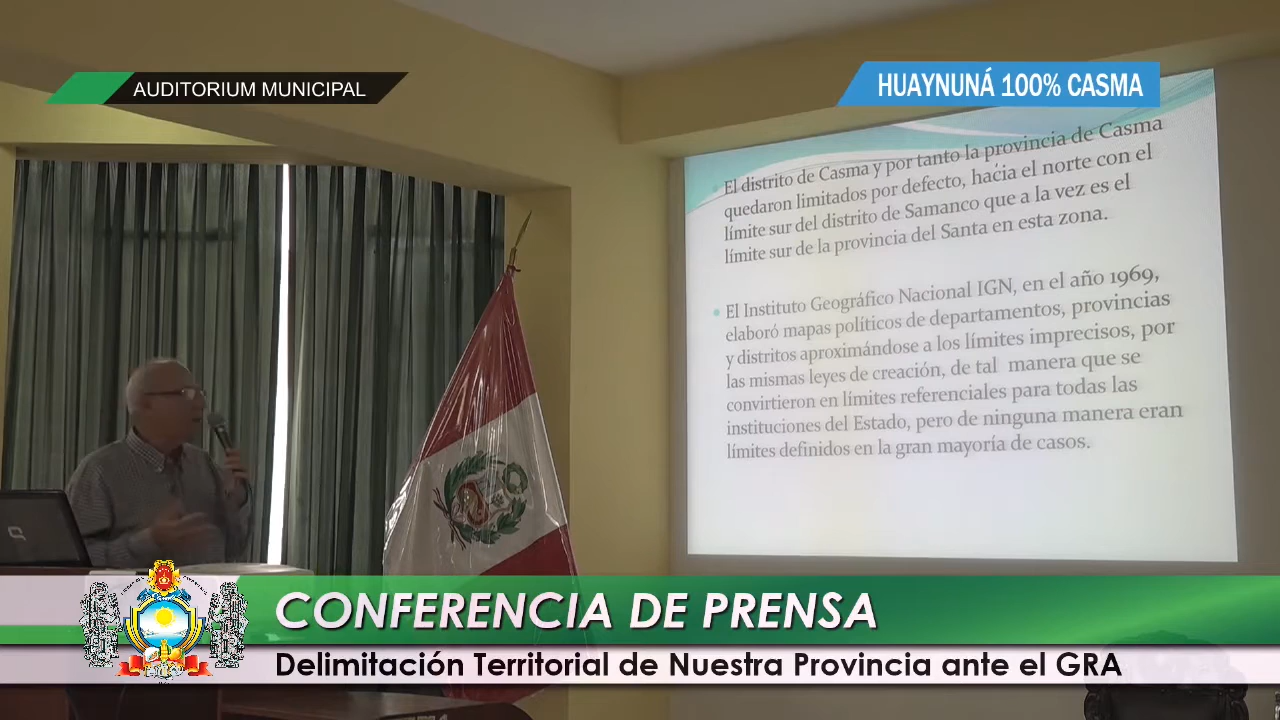 AUDITORIUM MUNICIPAL
HUAYNUNÁ 100% CASMA
El distrito de Casma y por tanto la provincia de Casma
quedaron limitados por defecto, hacia el norte con el
límite sur del distrito de Samanco que a la vez es el
límite sur de la provincia del Santa en esta zona.
El Instituto Geográfico Nacional IGN, en el año 1969,
elaboró mapas políticos de departamentos, provincias
y distritos aproximándose a los límites imprecisos, por
las mismas leyes de creación, de tal manera que se
convirtieron en límites referenciales para todas las
instituciones del Estado, pero de ninguna manera eran
límites definidos en la gran mayoría de casos.
CONFERENCIA DE PRENSA
Delimitación Territorial de Nuestra Provincia ante el GRA